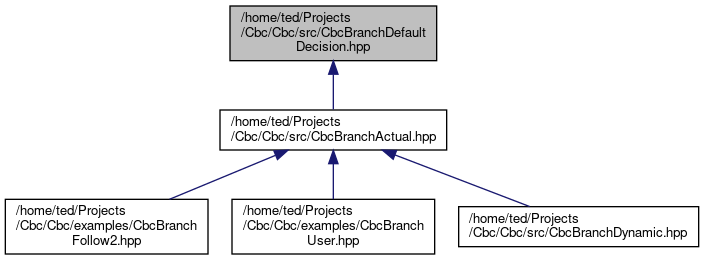 /home/ted/Projects
/Cbc/Cbc/src/CbcBranchDefault
Decision.hpp
/home/ted/Projects
/Cbc/Cbc/src/CbcBranchActual.hpp
/home/ted/Projects
/Cbc/Cbc/examples/CbcBranch
Follow2.hpp
/home/ted/Projects
/Cbc/Cbc/examples/CbcBranch
User.hpp
/home/ted/Projects
/Cbc/Cbc/src/CbcBranchDynamic.hpp